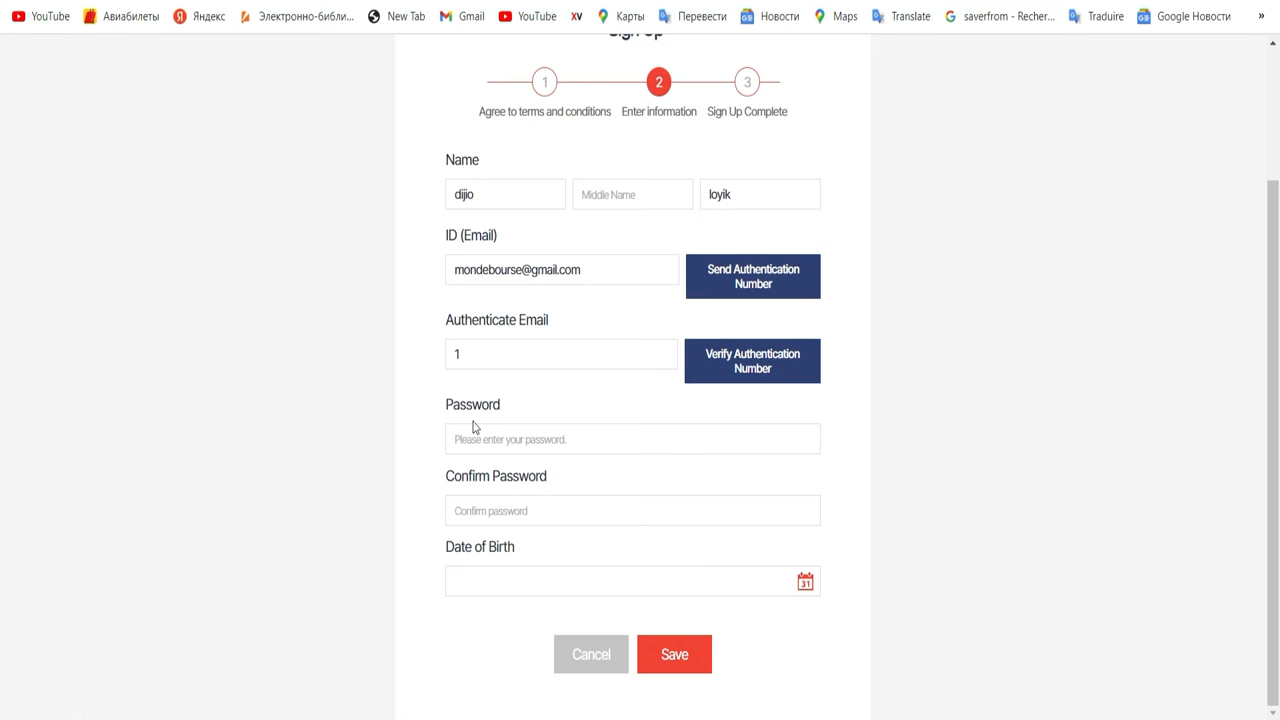 YouTube Авиабилеты Яндекс Электронно-библи... New Tab Gmail YouTube XV Карты Перевести Новости Maps Translate saverfrom - Recher... Traduire Google Новости »
Sign Up
1 2 3
Agree to terms and conditions Enter information Sign Up Complete
Name
dijio Middle Name loyik
ID (Email)
mondebourse@gmail.com Send Authentication
Number
Authenticate Email
1 Verify Authentication
Number
Password
Please enter your password.
Confirm Password
Confirm password
Date of Birth
31
Cancel Save